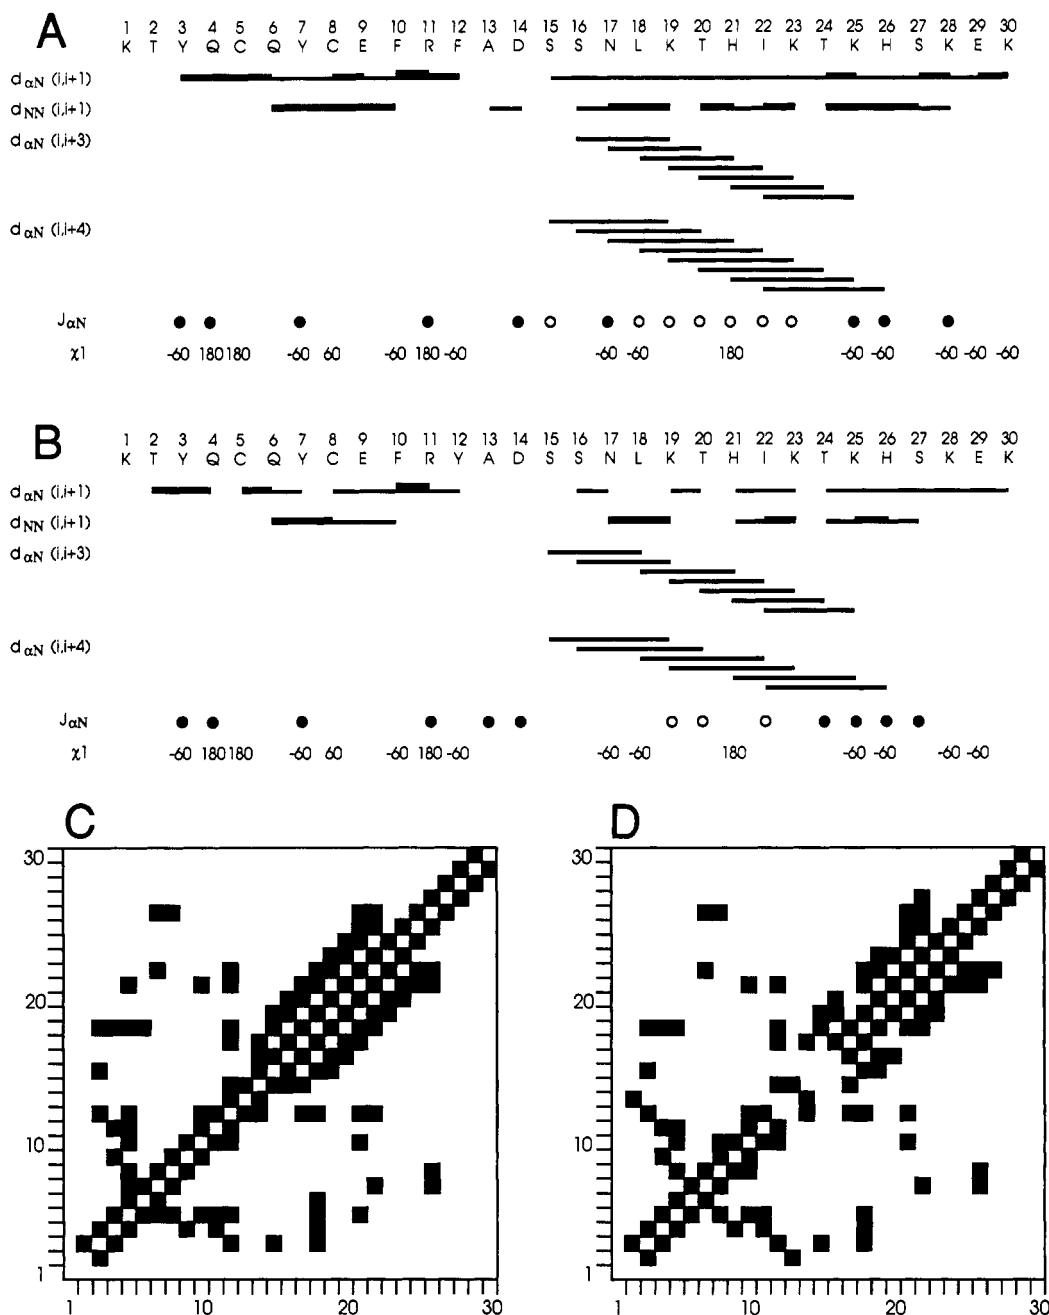 A
1 2 3 4 5 6 7 8 9 10 11 12 13 14 15 16 17 18 19 20 21 22 23 24 25 26 27 28 29 30
K T Y Q C Q Y C E F R F A D S S N L K T H I K T K H S K E K
dαN (i,i+1)
dNN (i,i+1)
dαN (i,i+3)
dαN (i,i+4)
JαN
χ1 -60 180 180 -60 60 -60 180 -60 -60 -60 180 -60 -60 -60 -60 -60
B
1 2 3 4 5 6 7 8 9 10 11 12 13 14 15 16 17 18 19 20 21 22 23 24 25 26 27 28 29 30
K T Y Q C Q Y C E F R Y A D S S N L K T H I K T K H S K E K
dαN (i,i+1)
dNN (i,i+1)
dαN (i,i+3)
dαN (i,i+4)
JαN
χ1 -60 180 180 -60 60 -60 180 -60 -60 -60 180 -60 -60 -60 -60
C
30
20
10
1
1 10 20 30
D
30
20
10
1
1 10 20 30